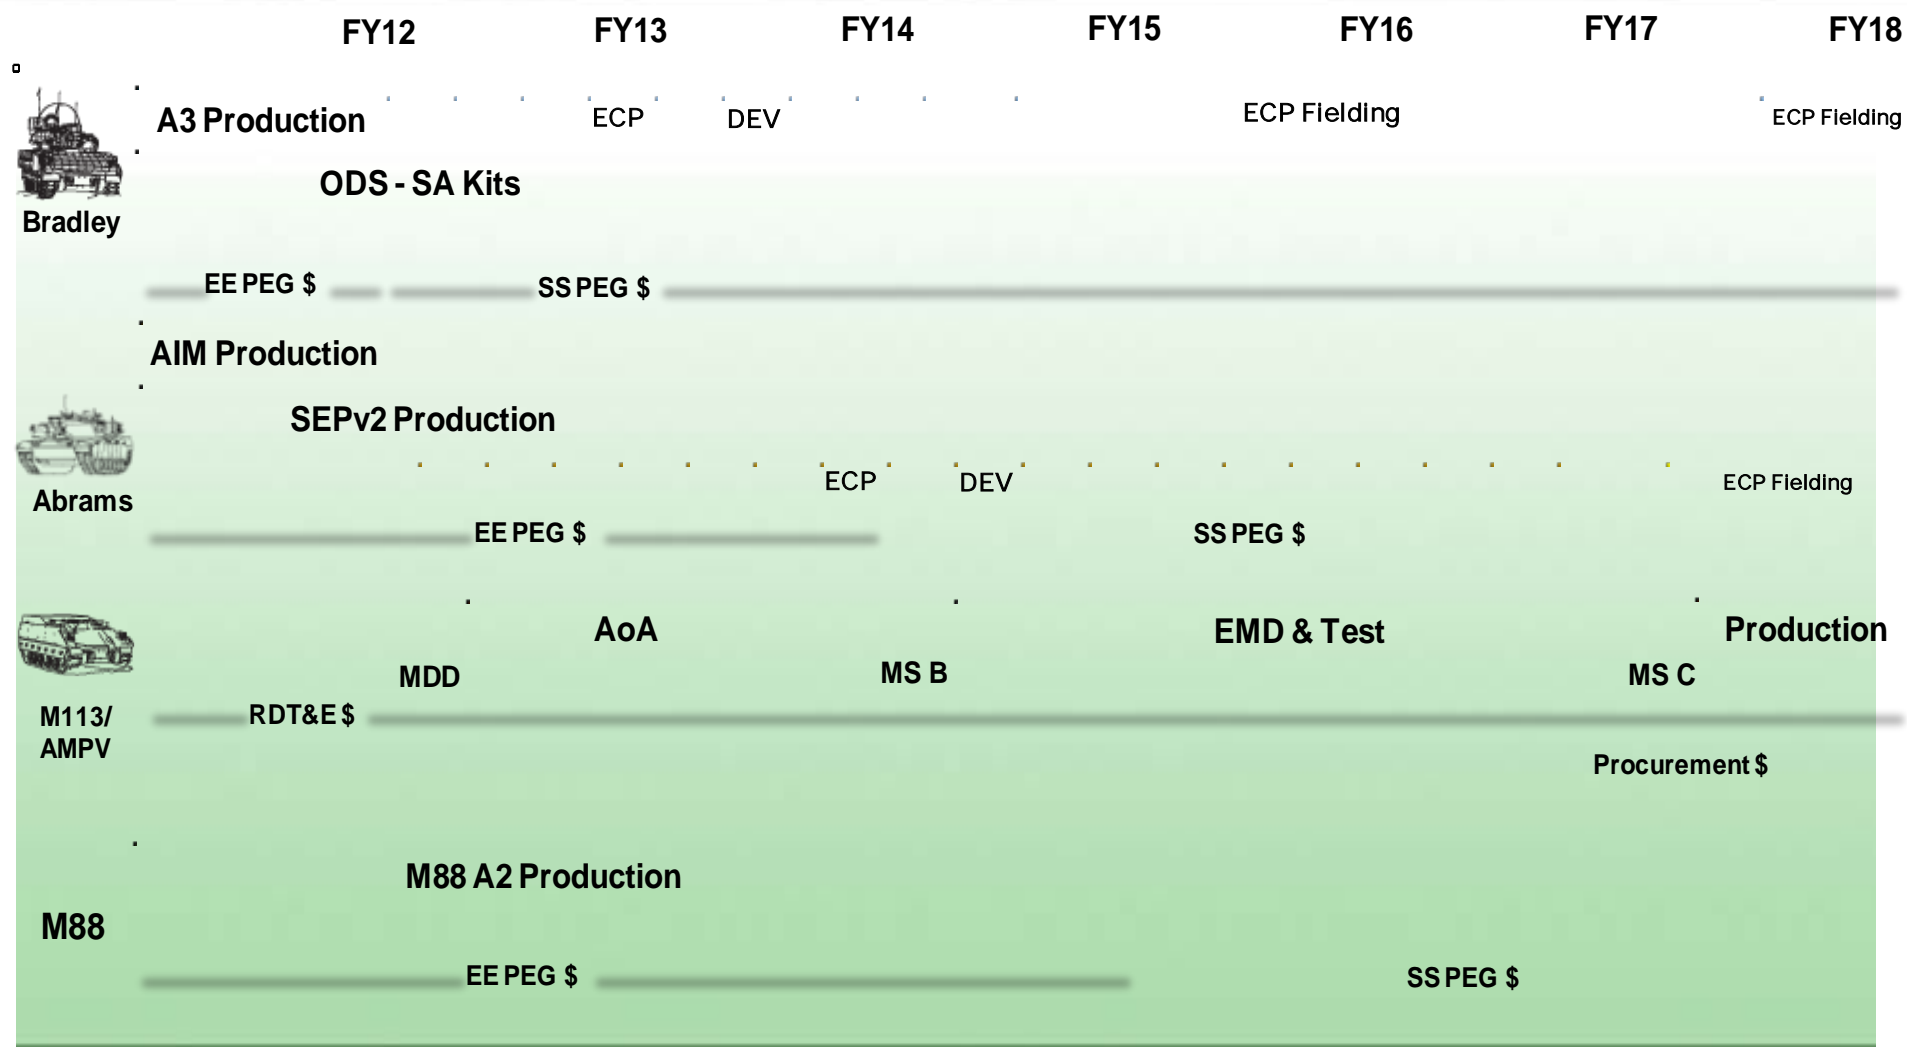 FY12 FY13 FY14 FY15 FY16 FY17 FY18
A3 Production ECP DEV ECP Fielding ECP Fielding
ODS - SA Kits
Bradley
EE PEG $ SS PEG $
AIM Production
SEPv2 Production
ECP DEV ECP Fielding
Abrams
EE PEG $ SS PEG $
AoA EMD & Test Production
MDD MS B MS C
M113/
AMPV
RDT&E $
Procurement $
M88 A2 Production
M88
EE PEG $ SS PEG $